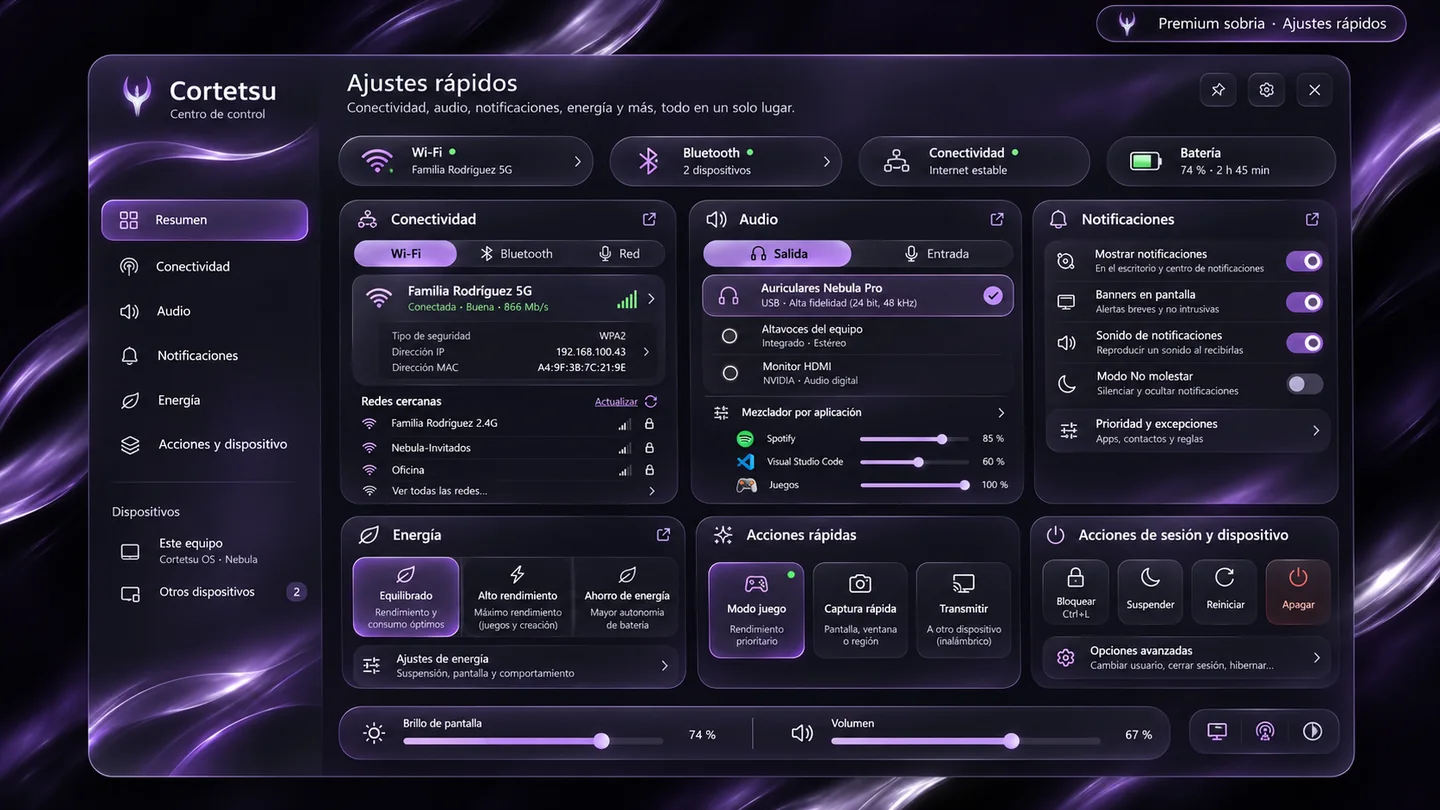 Premium sobria · Ajustes rápidos
Cortetsu
Centro de control
Ajustes rápidos
Conectividad, audio, notificaciones, energía y más, todo en un solo lugar.
Wi-Fi
Familia Rodríguez 5G
Bluetooth
2 dispositivos
Conectividad
Internet estable
Batería
74 % · 2 h 45 min
Resumen
Conectividad
Audio
Notificaciones
Energía
Acciones y dispositivo
Dispositivos
Este equipo
Cortetsu OS · Nebula
Otros dispositivos
2
Conectividad
Wi-Fi
Bluetooth
Red
Familia Rodríguez 5G
Conectada · Buena · 866 Mb/s
Tipo de seguridad WPA2
Dirección IP 192.168.100.43
Dirección MAC A4:9F:3B:7C:21:9E
Redes cercanas
Actualizar
Familia Rodríguez 2.4G
Nebula-Invitados
Oficina
Ver todas las redes...
Audio
Salida
Entrada
Auriculares Nebula Pro
USB · Alta fidelidad (24 bit, 48 kHz)
Altavoces del equipo
Integrado · Estéreo
Monitor HDMI
NVIDIA · Audio digital
Mezclador por aplicación
Spotify 85 %
Visual Studio Code 60 %
Juegos 100 %
Notificaciones
Mostrar notificaciones
En el escritorio y centro de notificaciones
Banners en pantalla
Alertas breves y no intrusivas
Sonido de notificaciones
Reproducir un sonido al recibirlas
Modo No molestar
Silenciar y ocultar notificaciones
Prioridad y excepciones
Apps, contactos y reglas
Energía
Equilibrado
Rendimiento y
consumo óptimos
Alto rendimiento
Máximo rendimiento
(juegos y creación)
Ahorro de energía
Mayor autonomía
de batería
Ajustes de energía
Suspensión, pantalla y comportamiento
Acciones rápidas
Modo juego
Rendimiento
prioritario
Captura rápida
Pantalla, ventana
o región
Transmitir
A otro dispositivo
(inalámbrico)
Acciones de sesión y dispositivo
Bloquear
Ctrl+L
Suspender
Reiniciar
Apagar
Opciones avanzadas
Cambiar usuario, cerrar sesión, hibernar...
Brillo de pantalla
74 %
Volumen
67 %